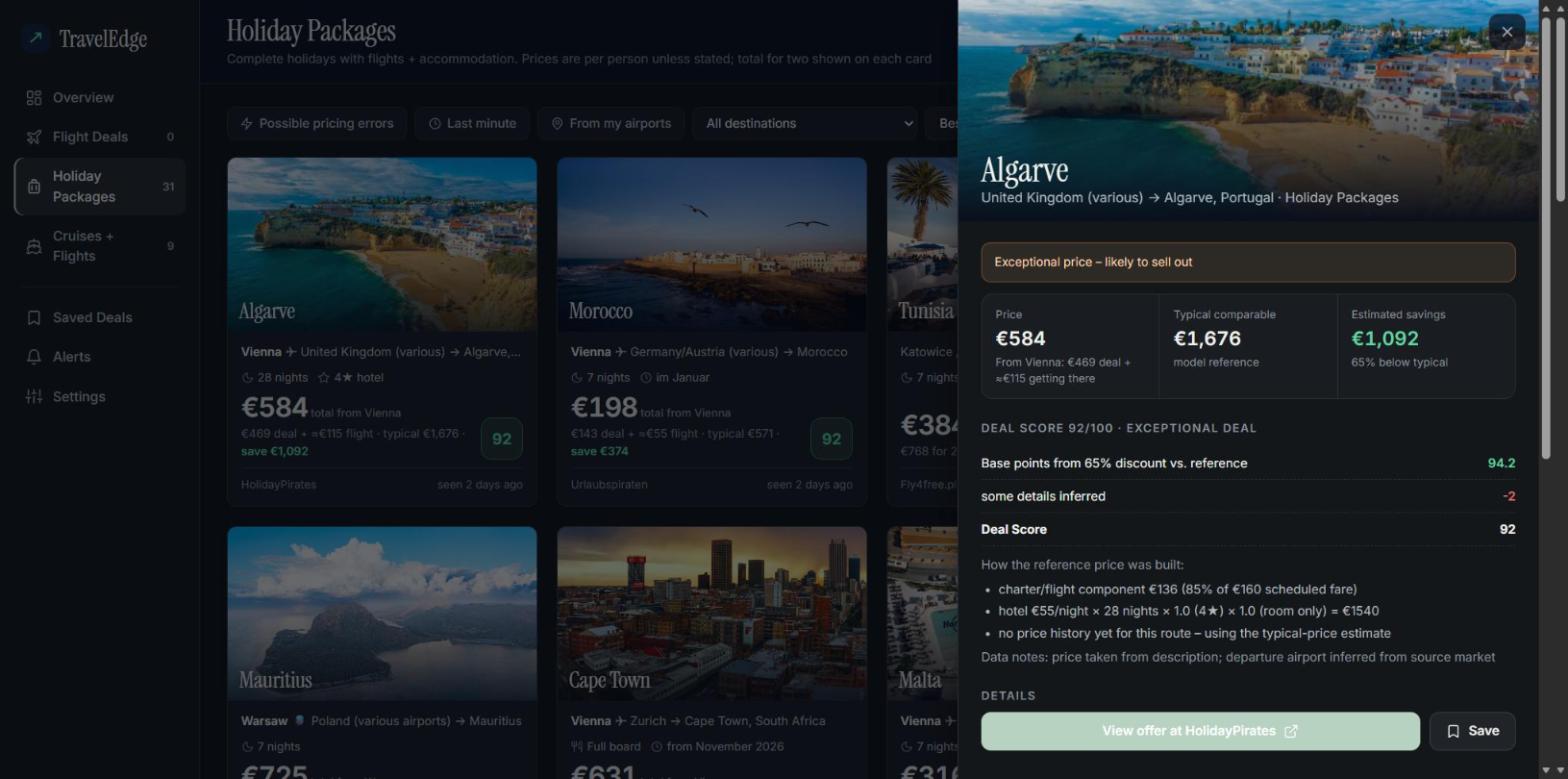 TravelEdge
Overview
Flight Deals 0
Holiday
Packages 31
Cruises +
Flights 9
Saved Deals
Alerts
Settings
Holiday Packages
Complete holidays with flights + accommodation. Prices are per person unless stated; total for two shown on each card
Possible pricing errors
Last minute
From my airports
All destinations
Bes
Algarve
Vienna ✈ United Kingdom (various) → Algarve,...
28 nights 4★ hotel
€584 total from Vienna
€469 deal + ≈€115 flight · typical €1,676 ·
save €1,092
92
HolidayPirates seen 2 days ago
Morocco
Vienna ✈ Germany/Austria (various) → Morocco
7 nights im Januar
€198 total from Vienna
€143 deal + ≈€55 flight · typical €571 ·
save €374
92
Urlaubspiraten seen 2 days ago
Tunisia
Katowice
7 nights
€384
€768 for 2
Fly4free.pl
Mauritius
Warsaw Poland (various airports) → Mauritius
7 nights
€725
Cape Town
Vienna ✈ Zurich → Cape Town, South Africa
Full board from November 2026
€631
Malta
Vienna ✈
7 nights
€316
Algarve
United Kingdom (various) → Algarve, Portugal · Holiday Packages
Exceptional price – likely to sell out
Price
€584
From Vienna: €469 deal +
≈€115 getting there
Typical comparable
€1,676
model reference
Estimated savings
€1,092
65% below typical
DEAL SCORE 92/100 · EXCEPTIONAL DEAL
Base points from 65% discount vs. reference 94.2
some details inferred -2
Deal Score 92
How the reference price was built:
• charter/flight component €136 (85% of €160 scheduled fare)
• hotel €55/night × 28 nights × 1.0 (4★) × 1.0 (room only) = €1540
• no price history yet for this route – using the typical-price estimate
Data notes: price taken from description; departure airport inferred from source market
DETAILS
View offer at HolidayPirates
Save